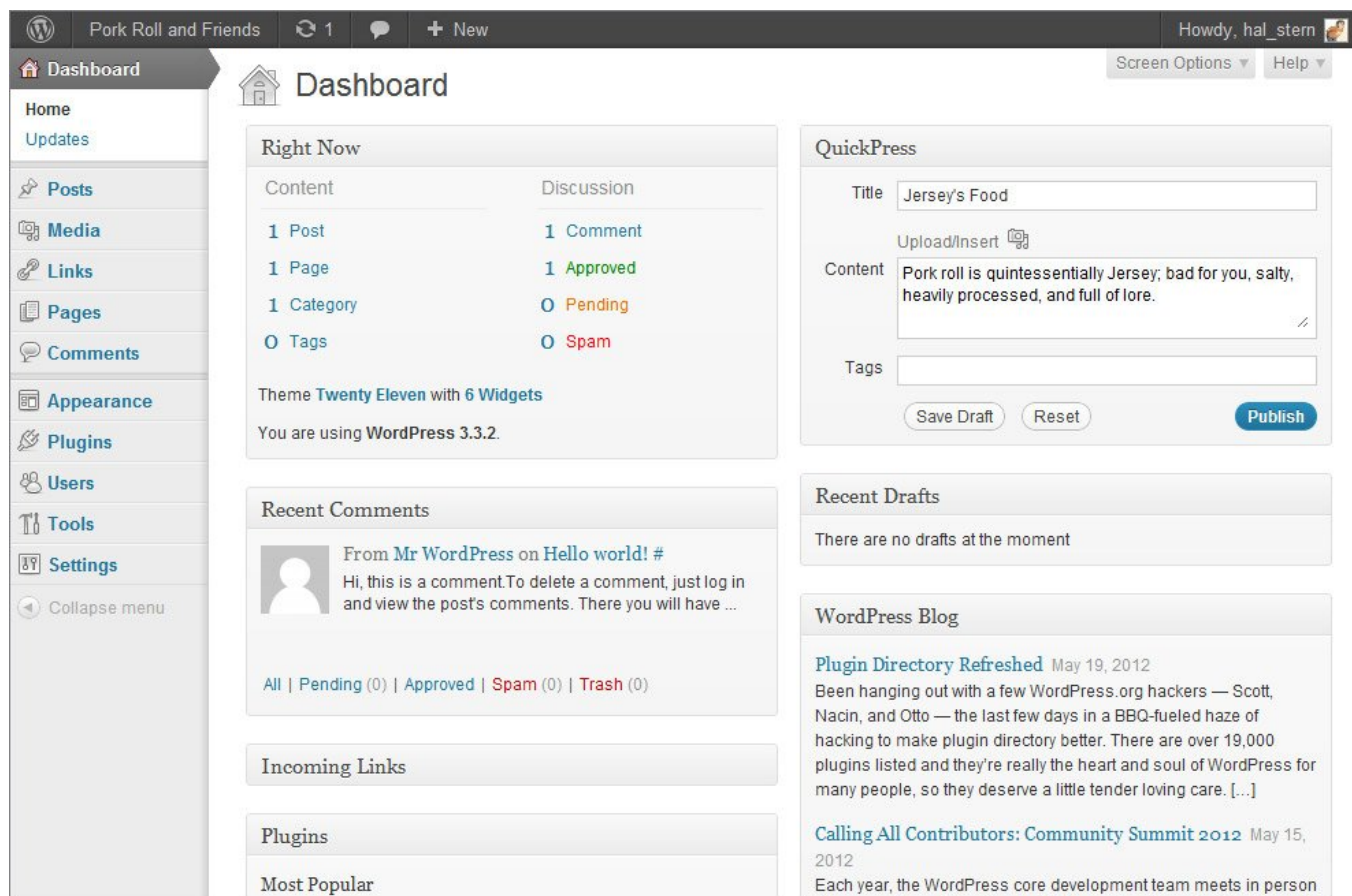 Pork Roll and Friends 1 + New Howdy, hal_stern
Dashboard
Home
Updates
Posts
Media
Links
Pages
Comments
Appearance
Plugins
Users
Tools
Settings
Collapse menu
Screen Options Help
Dashboard
Right Now
Content Discussion
1 Post 1 Comment
1 Page 1 Approved
1 Category 0 Pending
0 Tags 0 Spam
Theme Twenty Eleven with 6 Widgets
You are using WordPress 3.3.2.
Recent Comments
From Mr WordPress on Hello world! #
Hi, this is a comment.To delete a comment, just log in
and view the post's comments. There you will have ...
All | Pending (0) | Approved | Spam (0) | Trash (0)
Incoming Links
Plugins
Most Popular
QuickPress
Title Jersey's Food
Upload/Insert
Content Pork roll is quintessentially Jersey; bad for you, salty,
heavily processed, and full of lore.
Tags
Save Draft Reset Publish
Recent Drafts
There are no drafts at the moment
WordPress Blog
Plugin Directory Refreshed May 19, 2012
Been hanging out with a few WordPress.org hackers — Scott,
Nacin, and Otto — the last few days in a BBQ-fueled haze of
hacking to make plugin directory better. There are over 19,000
plugins listed and they're really the heart and soul of WordPress for
many people, so they deserve a little tender loving care. […]
Calling All Contributors: Community Summit 2012 May 15,
2012
Each year, the WordPress core development team meets in person